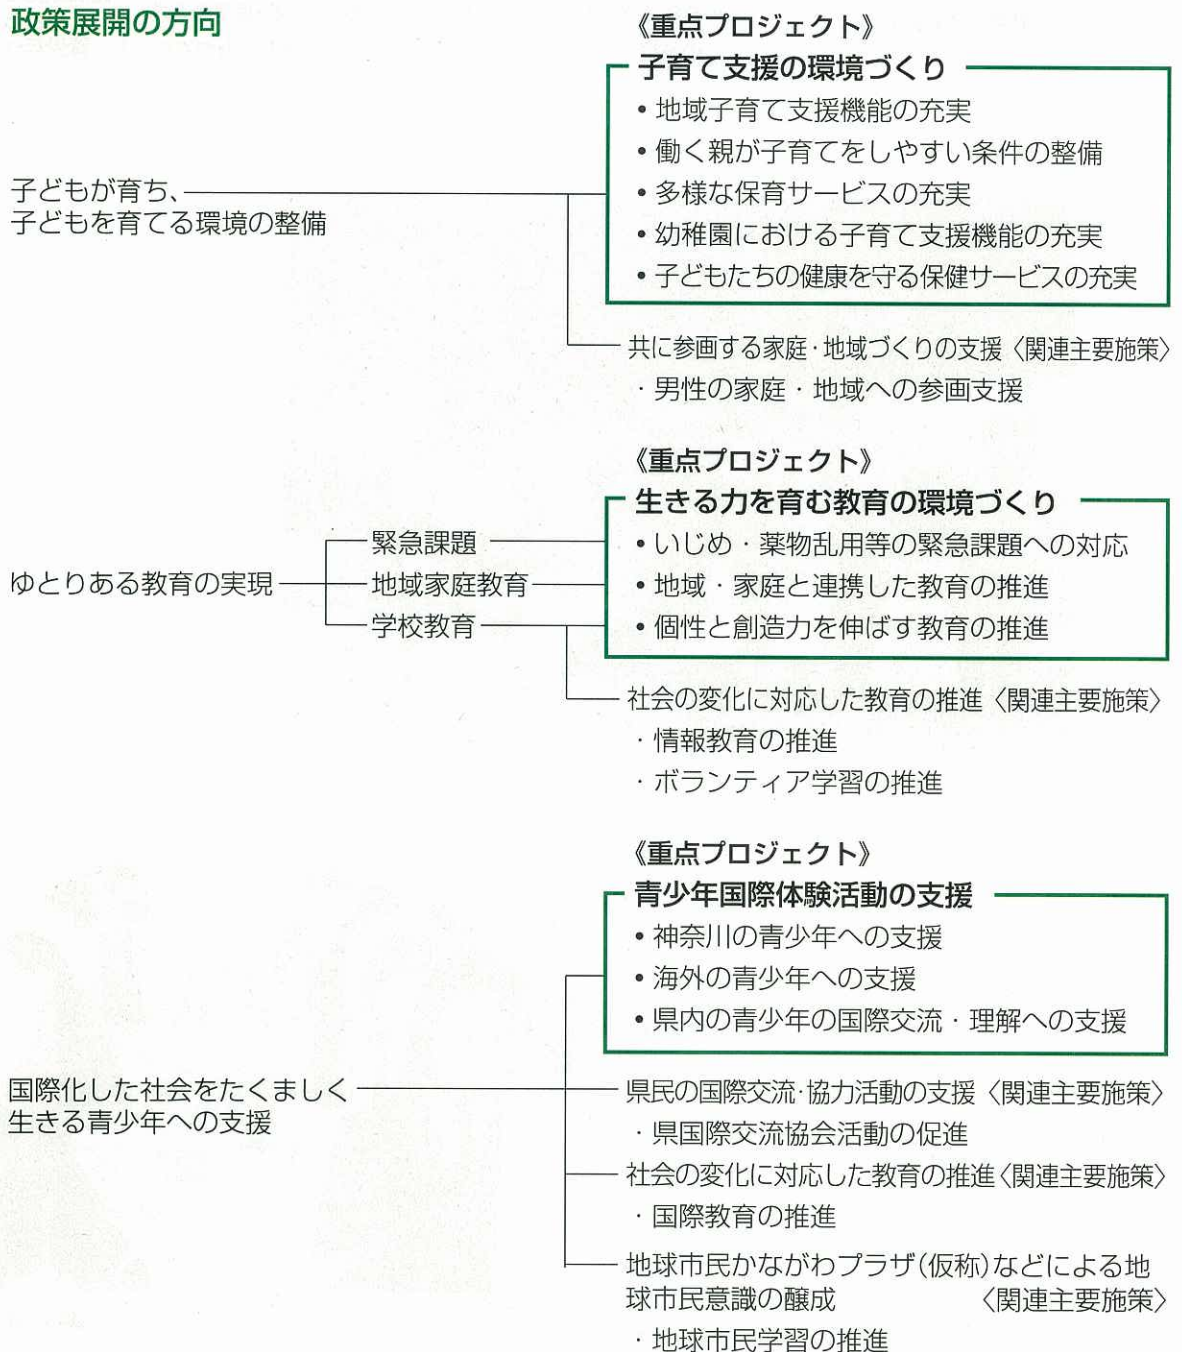 政策展開の方向
《重点プロジェクト》
子育て支援の環境づくり
• 地域子育て支援機能の充実
• 働く親が子育てをしやすい条件の整備
• 多様な保育サービスの充実
• 幼稚園における子育て支援機能の充実
• 子どもたちの健康を守る保健サービスの充実
子どもが育ち、
子どもを育てる環境の整備
共に参画する家庭・地域づくりの支援〈関連主要施策〉
・男性の家庭・地域への参画支援
《重点プロジェクト》
生きる力を育む教育の環境づくり
ゆとりある教育の実現
緊急課題
地域家庭教育
学校教育
• いじめ・薬物乱用等の緊急課題への対応
• 地域・家庭と連携した教育の推進
• 個性と創造力を伸ばす教育の推進
社会の変化に対応した教育の推進〈関連主要施策〉
・情報教育の推進
・ボランティア学習の推進
《重点プロジェクト》
青少年国際体験活動の支援
• 神奈川の青少年への支援
• 海外の青少年への支援
• 県内の青少年の国際交流・理解への支援
国際化した社会をたくましく
生きる青少年への支援
県民の国際交流・協力活動の支援〈関連主要施策〉
・県国際交流協会活動の促進
社会の変化に対応した教育の推進〈関連主要施策〉
・国際教育の推進
地球市民かながわプラザ(仮称)などによる地
球市民意識の醸成 〈関連主要施策〉
・地球市民学習の推進